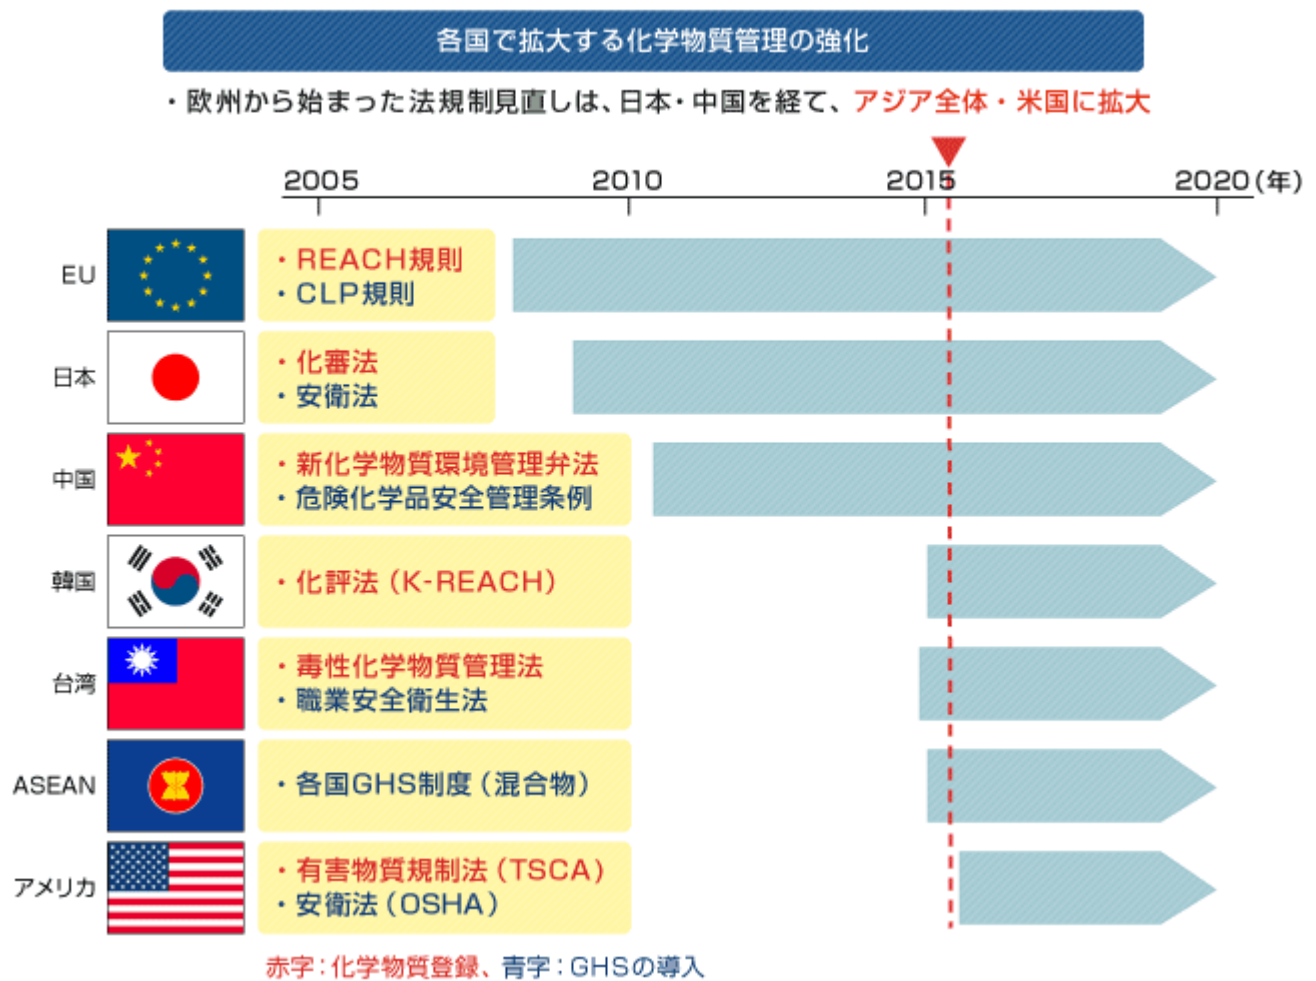 各国で拡大する化学物質管理の強化
・欧州から始まった法規制見直しは、日本・中国を経て、アジア全体・米国に拡大
2005 2010 2015 2020(年)
EU
・REACH規則
・CLP規則
日本
・化審法
・安衛法
中国
・新化学物質環境管理弁法
・危険化学品安全管理条例
韓国
・化評法(K-REACH)
台湾
・毒性化学物質管理法
・職業安全衛生法
ASEAN
・各国GHS制度(混合物)
アメリカ
・有害物質規制法(TSCA)
・安衛法(OSHA)
赤字:化学物質登録、青字:GHSの導入